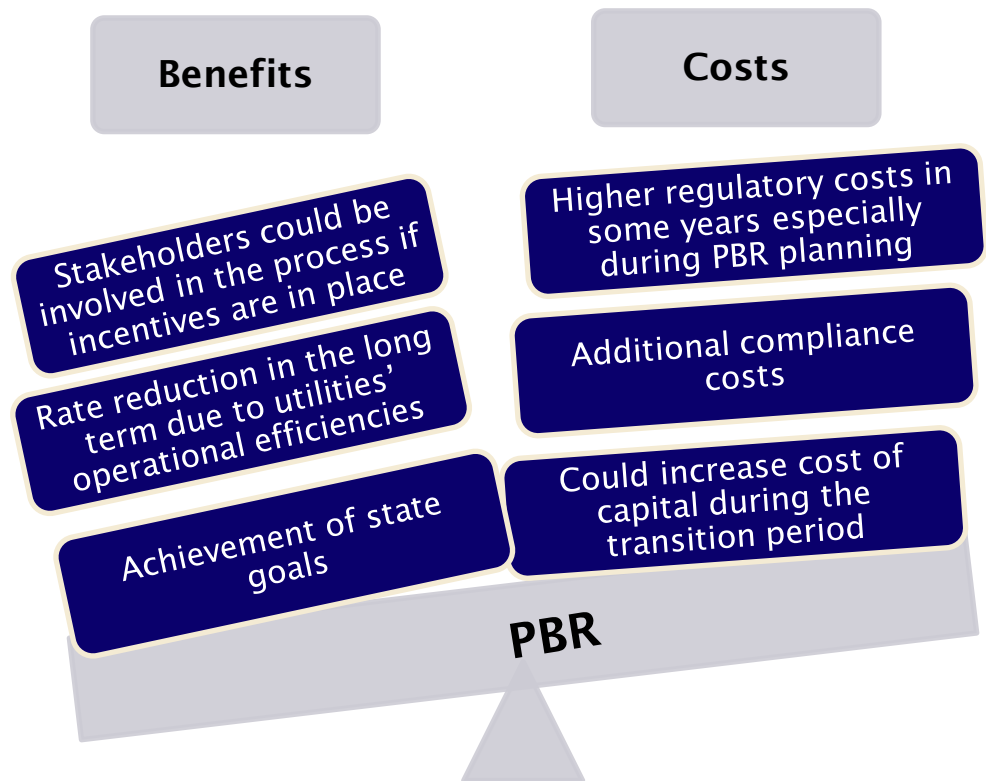 Benefits
Costs
Stakeholders could be
involved in the process if
incentives are in place
Rate reduction in the long
term due to utilities’
operational efficiencies
Achievement of state
goals
Higher regulatory costs in
some years especially
during PBR planning
Additional compliance
costs
Could increase cost of
capital during the
transition period
PBR